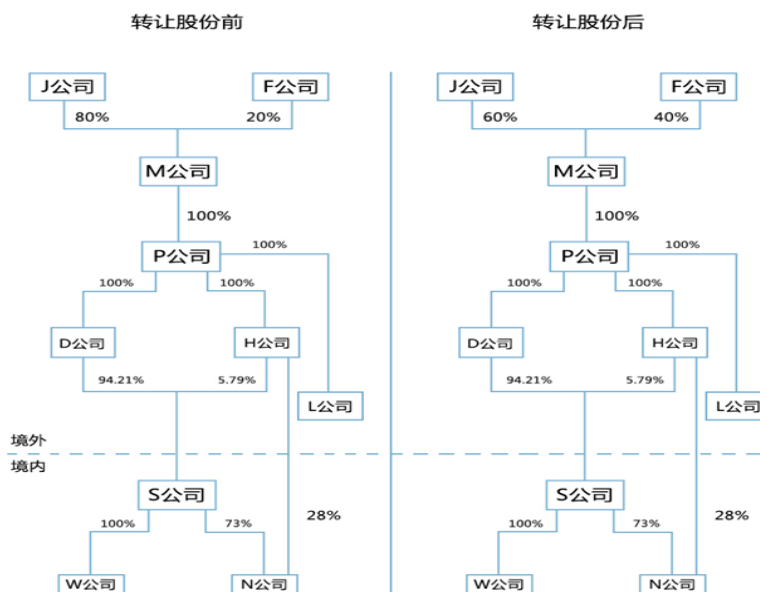 转让股份前
转让股份后
J公司
F公司
J公司
F公司
80%
20%
60%
40%
M公司
M公司
100%
100%
P公司
100%
P公司
100%
100%
100%
100%
100%
D公司
H公司
D公司
H公司
94.21%
5.79%
94.21%
5.79%
L公司
L公司
境外
境内
S公司
S公司
28%
28%
100%
73%
100%
73%
W公司
N公司
W公司
N公司